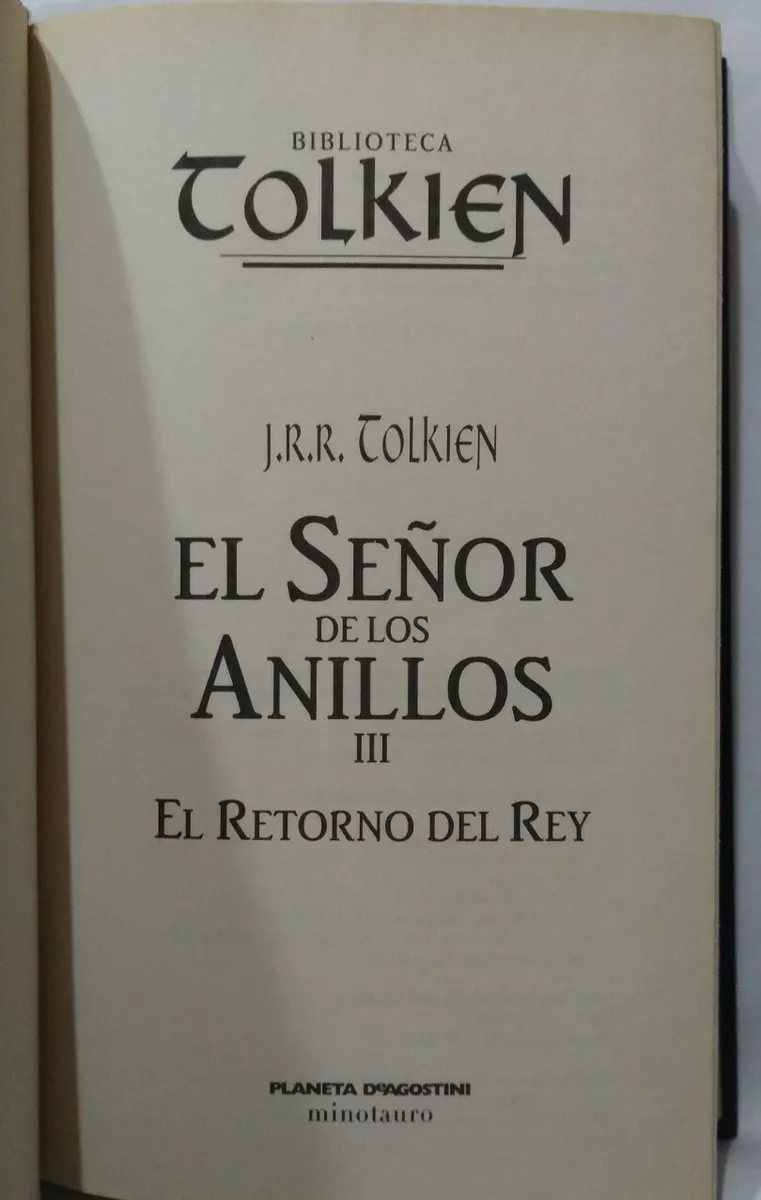 BIBLIOTECA
TOLKIEN
J.R.R. TOLKIEN
EL SEÑOR
DE LOS
ANILLOS
III
EL RETORNO DEL REY
PLANETA DeAGOSTINI
minotauro